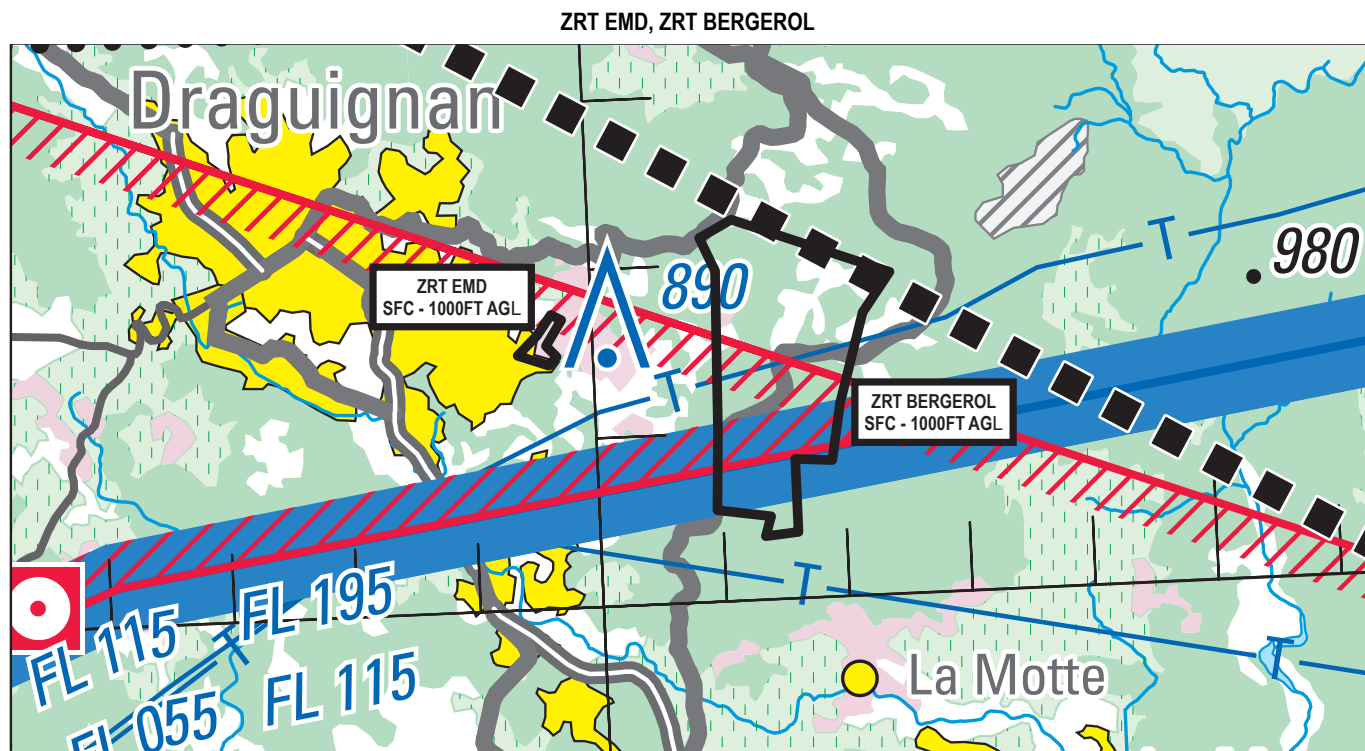 ZRT EMD, ZRT BERGEROL
Draguignan
980
890
ZRT EMD
SFC - 1000FT AGL
ZRT BERGEROL
SFC - 1000FT AGL
FL 195
FL 115
FL 115
FL 055
La Motte